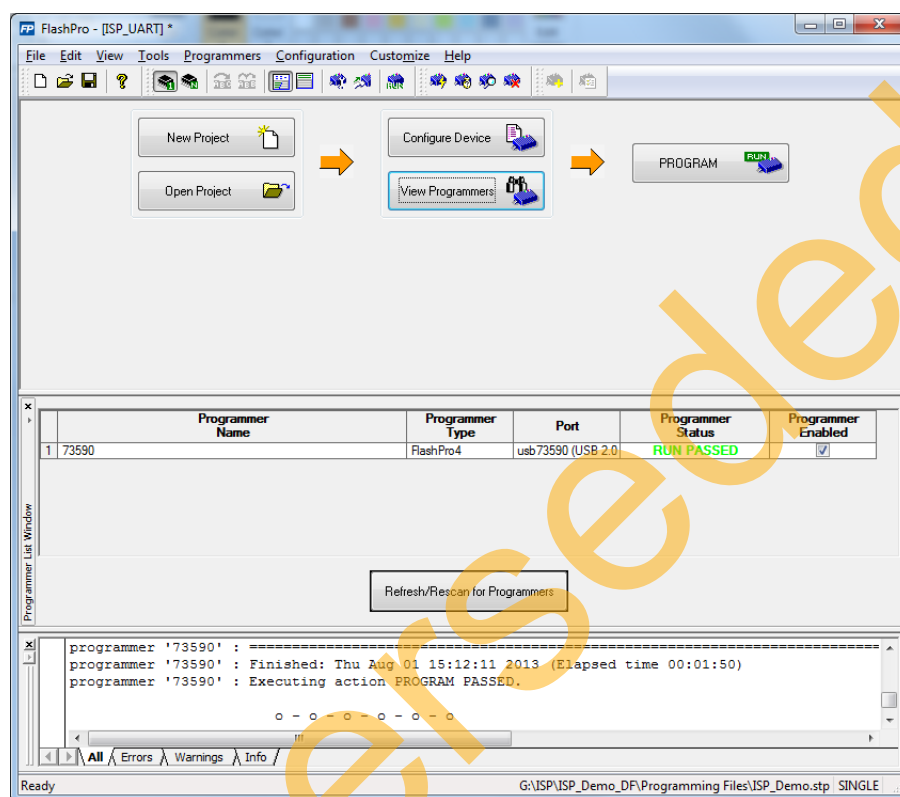 FlashPro - [ISP_UART] *
File Edit View Tools Programmers Configuration Customize Help
RUN
New Project
Open Project
Configure Device
View Programmers
PROGRAM
RUN
Programmer Name
Programmer Type
Port
Programmer Status
Programmer Enabled
1 73590 FlashPro4 usb73590 (USB 2.0 RUN PASSED
Programmer List Window
Refresh/Rescan for Programmers
programmer '73590' : =====================================================================
programmer '73590' : Finished: Thu Aug 01 15:12:11 2013 (Elapsed time 00:01:50)
programmer '73590' : Executing action PROGRAM PASSED.
o - o - o - o - o - o
All Errors Warnings Info
Ready G:\ISP\ISP_Demo_DF\Programming Files\ISP_Demo.stp SINGLE
erseded